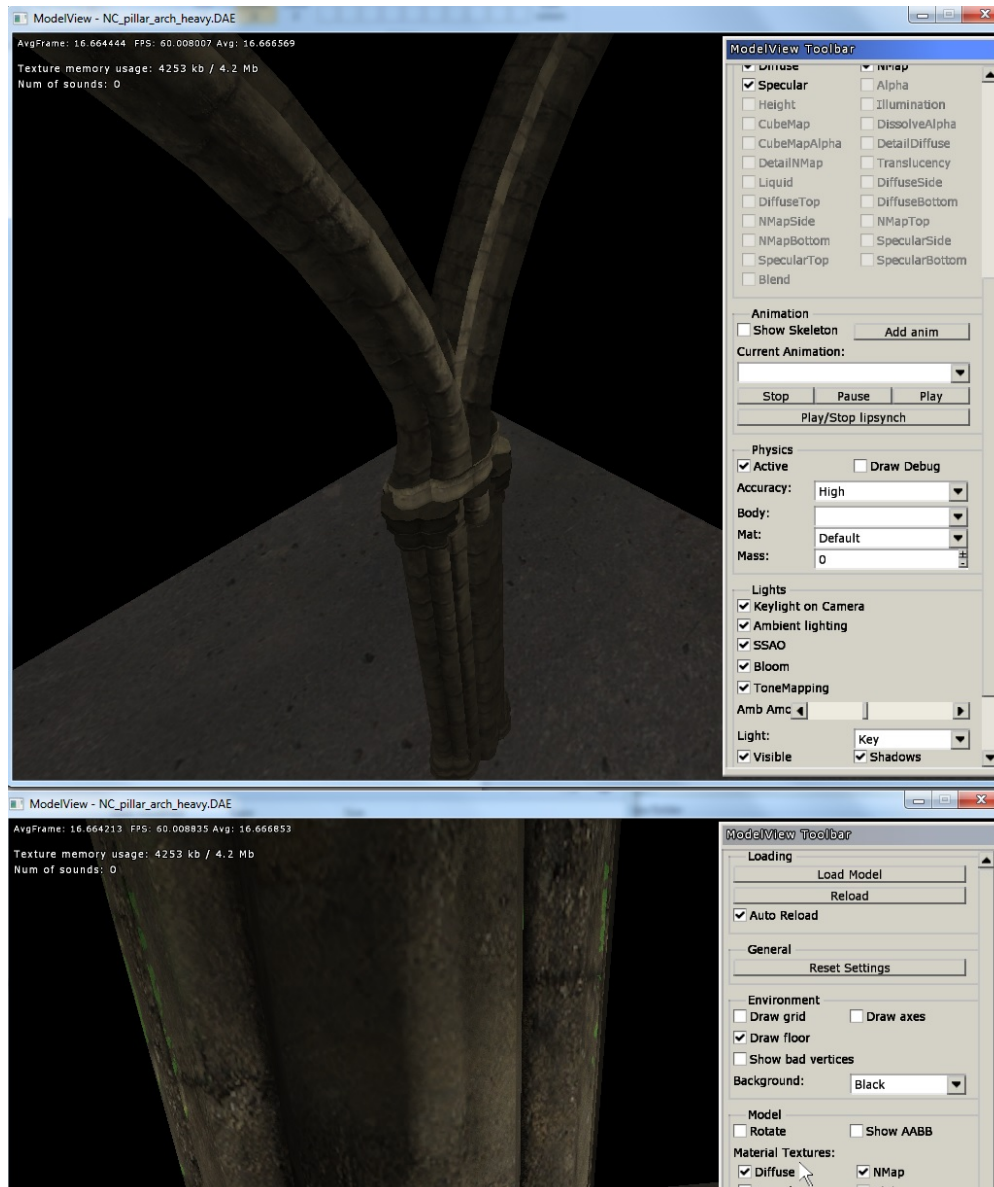 ModelView - NC_pillar_arch_heavy.DAE
AvgFrame: 16.664444 FPS: 60.008007 Avg: 16.666569
Texture memory usage: 4253 kb / 4.2 Mb
Num of sounds: 0
ModelView Toolbar
Diffuse NMap
Specular Alpha
Height Illumination
CubeMap DissolveAlpha
CubeMapAlpha DetailDiffuse
DetailNMap Translucency
Liquid DiffuseSide
DiffuseTop DiffuseBottom
NMapSide NMapTop
NMapBottom SpecularSide
SpecularTop SpecularBottom
Blend
Animation
Show Skeleton Add anim
Current Animation:
Stop Pause Play
Play/Stop lipsynch
Physics
Active Draw Debug
Accuracy: High
Body:
Mat: Default
Mass: 0
Lights
Keylight on Camera
Ambient lighting
SSAO
Bloom
ToneMapping
Amb Amc
Light: Key
Visible Shadows
ModelView - NC_pillar_arch_heavy.DAE
AvgFrame: 16.664213 FPS: 60.008835 Avg: 16.666853
Texture memory usage: 4253 kb / 4.2 Mb
Num of sounds: 0
ModelView Toolbar
Loading
Load Model
Reload
Auto Reload
General
Reset Settings
Environment
Draw grid Draw axes
Draw floor
Show bad vertices
Background: Black
Model
Rotate Show AABB
Material Textures:
Diffuse NMap